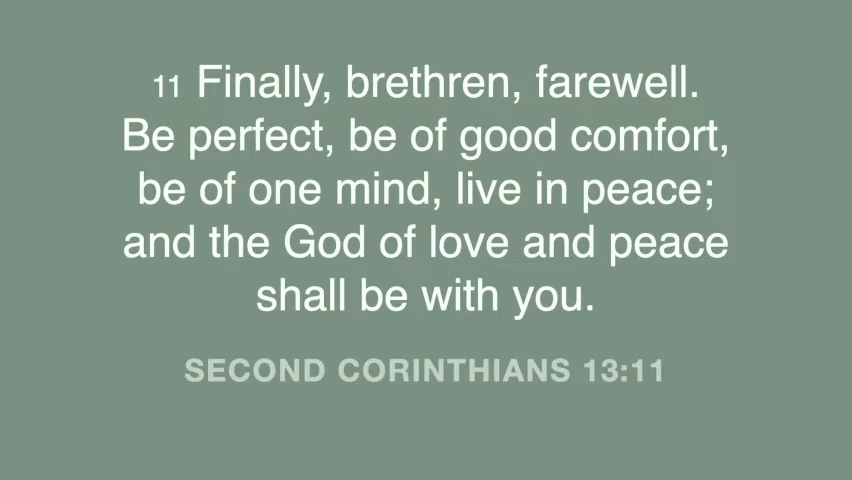 11 Finally, brethren, farewell.
Be perfect, be of good comfort,
be of one mind, live in peace;
and the God of love and peace
shall be with you.
SECOND CORINTHIANS 13:11